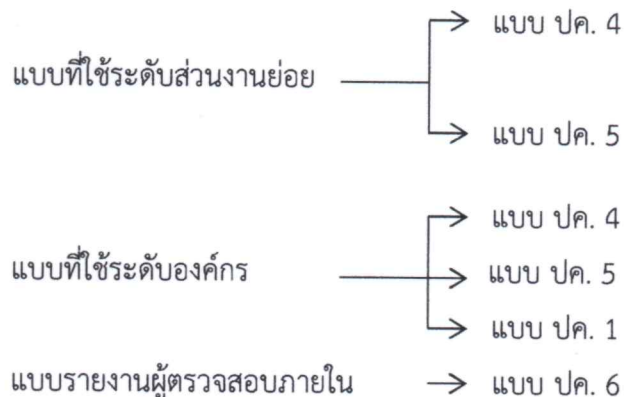 แบบ ปค. 4
แบบที่ใช้ระดับส่วนงานย่อย
แบบ ปค. 5
แบบ ปค. 4
แบบที่ใช้ระดับองค์กร
แบบ ปค. 5
แบบ ปค. 1
แบบรายงานผู้ตรวจสอบภายใน
แบบ ปค. 6